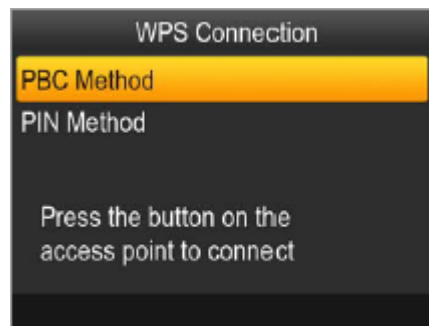 WPS Connection
PBC Method
PIN Method
Press the button on the
access point to connect